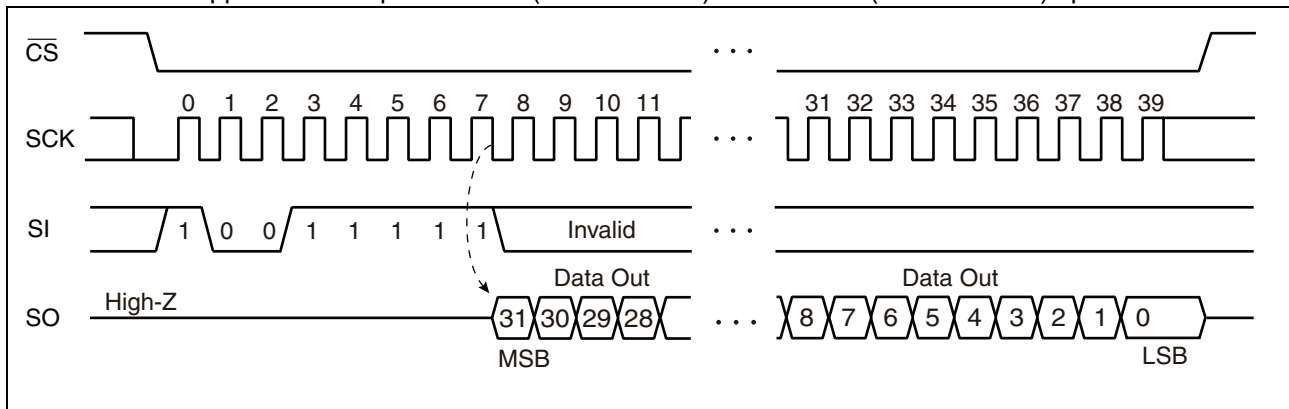 CS
0 1 2 3 4 5 6 7 8 9 10 11 31 32 33 34 35 36 37 38 39
SCK
SI 1 0 0 1 1 1 1 1 Invalid
Data Out Data Out
High-Z
SO 31 30 29 28 8 7 6 5 4 3 2 1 0
MSB LSB